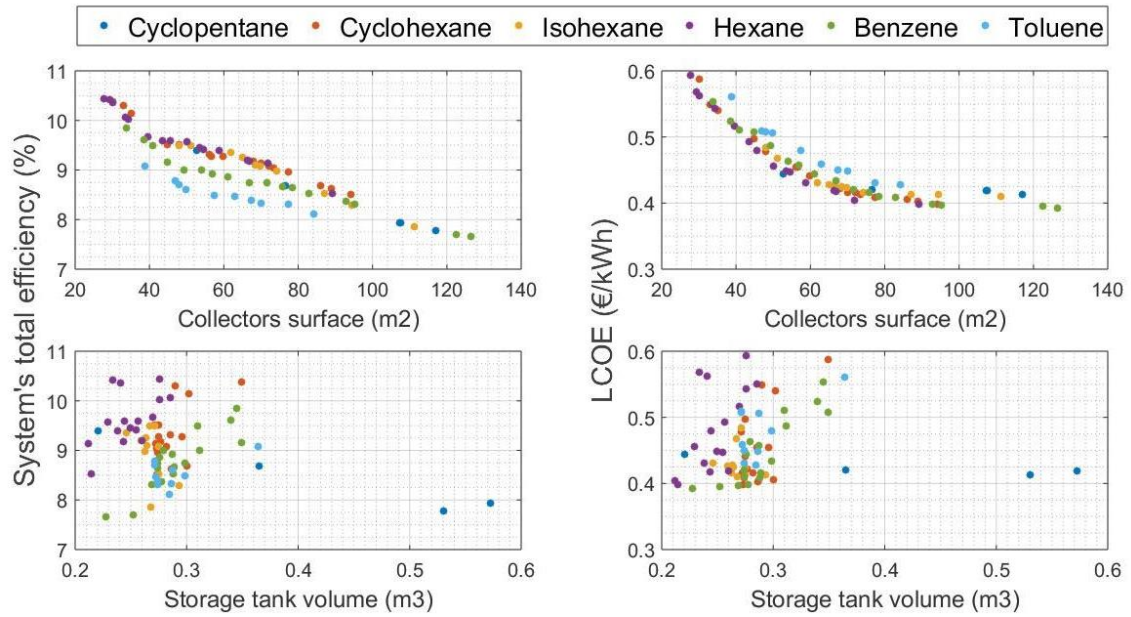 Cyclopentane Cyclohexane Isohexane Hexane Benzene Toluene
System's total efficiency (%)
11
10
9
8
7
20 40 60 80 100 120 140
Collectors surface (m2)
LCOE (€/kWh)
0.6
0.5
0.4
0.3
20 40 60 80 100 120 140
Collectors surface (m2)
11
10
9
8
7
0.2 0.3 0.4 0.5 0.6
Storage tank volume (m3)
0.6
0.5
0.4
0.3
0.2 0.3 0.4 0.5 0.6
Storage tank volume (m3)